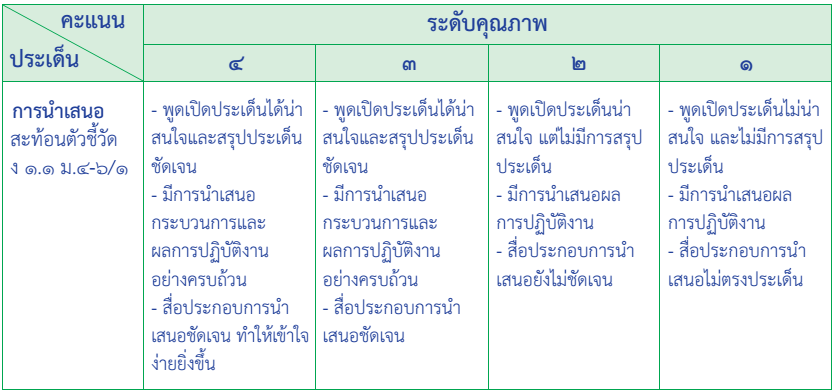 คะแนน
ประเด็น
ระดับคุณภาพ
๔
๓
๒
๑
การนำเสนอ
สะท้อนตัวชี้วัด
ง ๑.๑ ม.๔-๖/๑
- พูดเปิดประเด็นได้น่า
สนใจและสรุปประเด็น
ชัดเจน
- มีการนำเสนอ
กระบวนการและ
ผลการปฏิบัติงาน
อย่างครบถ้วน
- สื่อประกอบการนำ
เสนอชัดเจน ทำให้เข้าใจ
ง่ายยิ่งขึ้น
- พูดเปิดประเด็นได้น่า
สนใจและสรุปประเด็น
ชัดเจน
- มีการนำเสนอ
กระบวนการและ
ผลการปฏิบัติงาน
อย่างครบถ้วน
- สื่อประกอบการนำ
เสนอชัดเจน
- พูดเปิดประเด็นน่า
สนใจ แต่ไม่มีการสรุป
ประเด็น
- มีการนำเสนอผล
การปฏิบัติงาน
- สื่อประกอบการนำ
เสนอยังไม่ชัดเจน
- พูดเปิดประเด็นไม่น่า
สนใจ และไม่มีการสรุป
ประเด็น
- มีการนำเสนอผล
การปฏิบัติงาน
- สื่อประกอบการนำ
เสนอไม่ตรงประเด็น